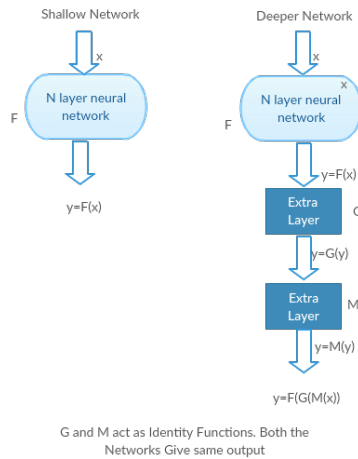 Shallow Network
x
N layer neural
network
F
y=F(x)
Deeper Network
x
N layer neural
network
F
y=F(x)
Extra
Layer
y=G(y)
Extra
Layer
M
y=M(y)
y=F(G(M(x))
G and M act as Identity Functions. Both the
Networks Give same output